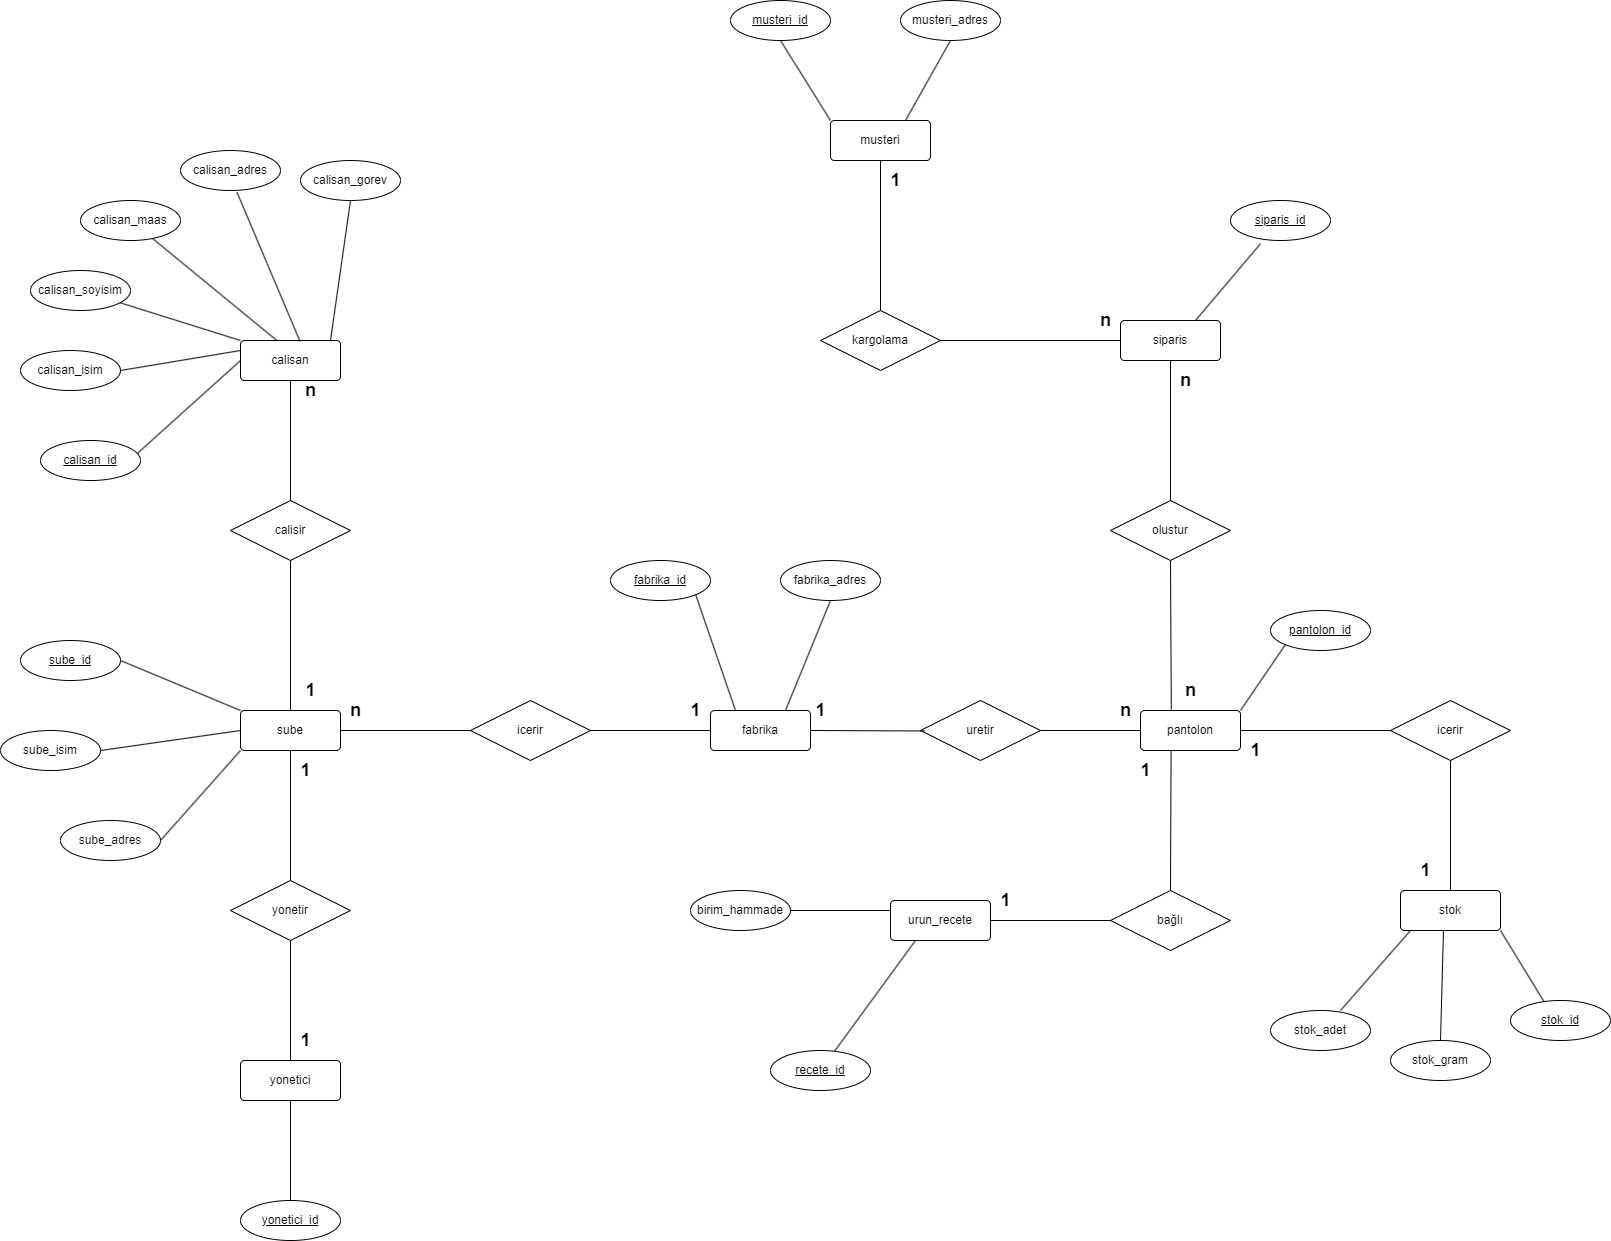 musteri_id
musteri_adres
musteri
1
calisan_adres
calisan_gorev
calisan_maas
siparis_id
calisan_soyisim
n
kargolama
siparis
calisan
calisan_isim
n
n
calisan_id
calisir
olustur
fabrika_id
fabrika_adres
pantolon_id
sube_id
1
n
n
1
1
n
sube
icerir
fabrika
uretir
pantolon
icerir
sube_isim
1
1
1
sube_adres
1
1
birim_hammade
urun_recete
bağlı
stok
yonetir
stok_adet
stok_id
1
stok_gram
recete_id
yonetici
yonetici_id